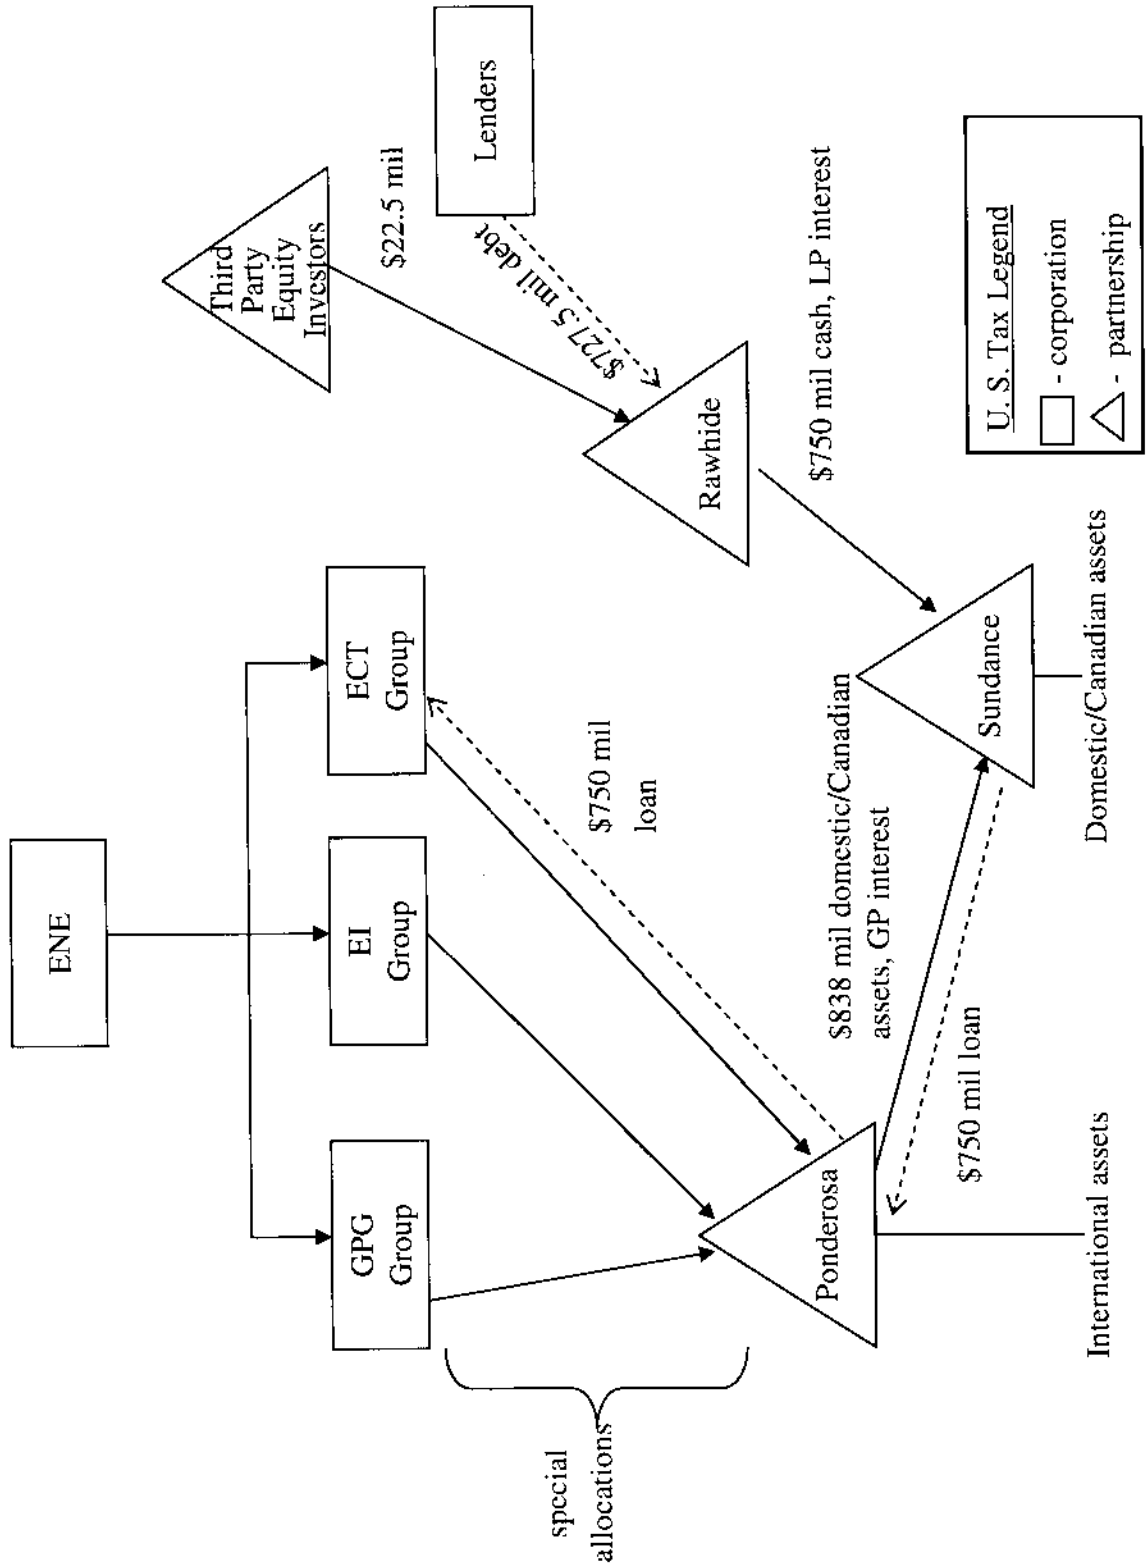 ENE
GPG
Group
EI
Group
ECT
Group
Third
Party
Equity
Investors
$22.5 mil
Lenders
$727.5 mil debt
special
allocations
$750 mil
loan
Rawhide
$750 mil cash, LP interest
Ponderosa
$838 mil domestic/Canadian
assets, GP interest
$750 mil loan
Sundance
International assets
Domestic/Canadian assets
U. S. Tax Legend
- corporation
- partnership